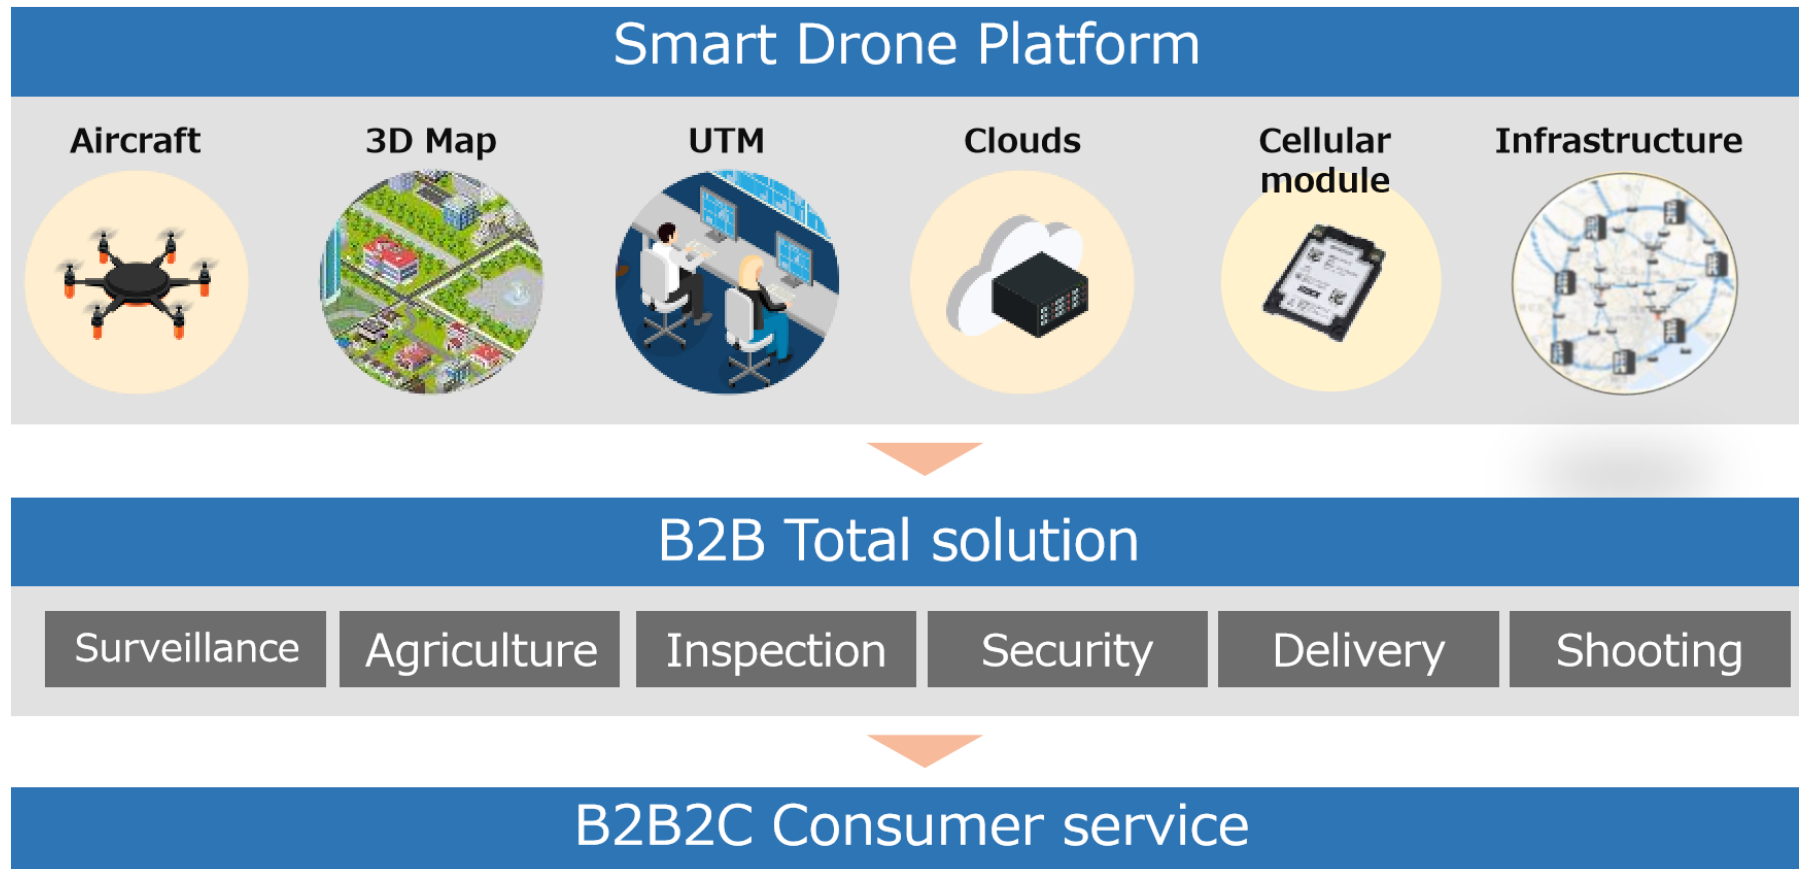 Smart Drone Platform
Aircraft
3D Map
UTM
Clouds
Cellular
module
Infrastructure
B2B Total solution
Surveillance
Agriculture
Inspection
Security
Delivery
Shooting
B2B2C Consumer service